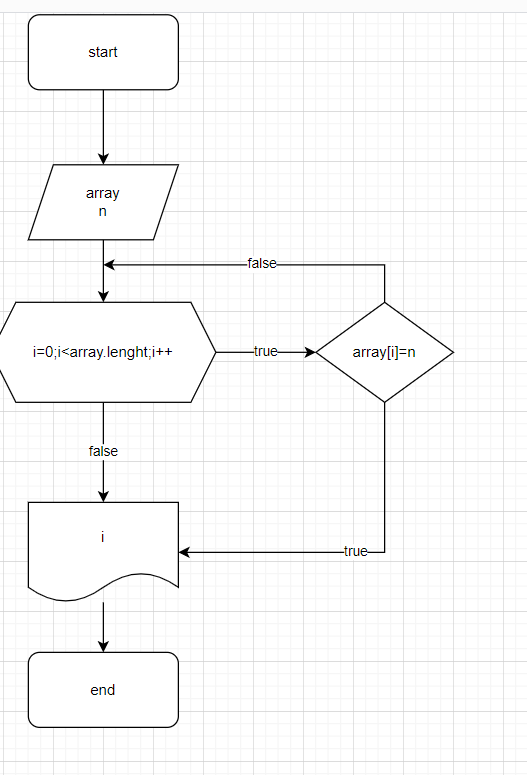 start
array
n
false
i=0;i<array.lenght;i++
true
array[i]=n
false
i
true
end